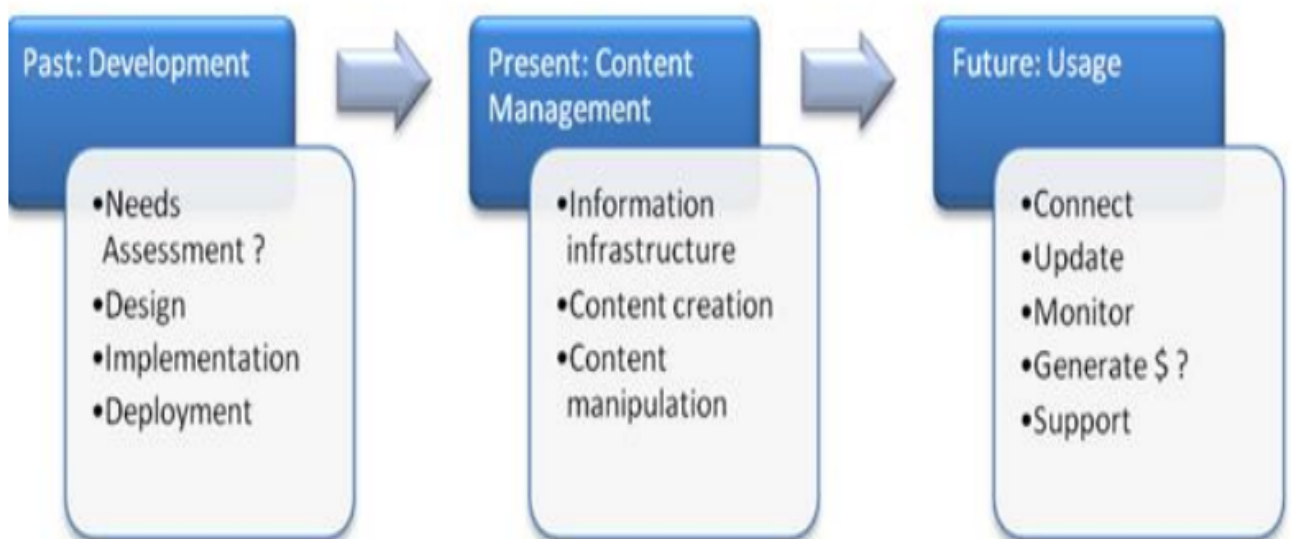 Past: Development
•Needs
Assessment ?
•Design
•Implementation
•Deployment
Present: Content
Management
•Information
infrastructure
•Content creation
•Content
manipulation
Future: Usage
•Connect
•Update
•Monitor
•Generate $ ?
•Support